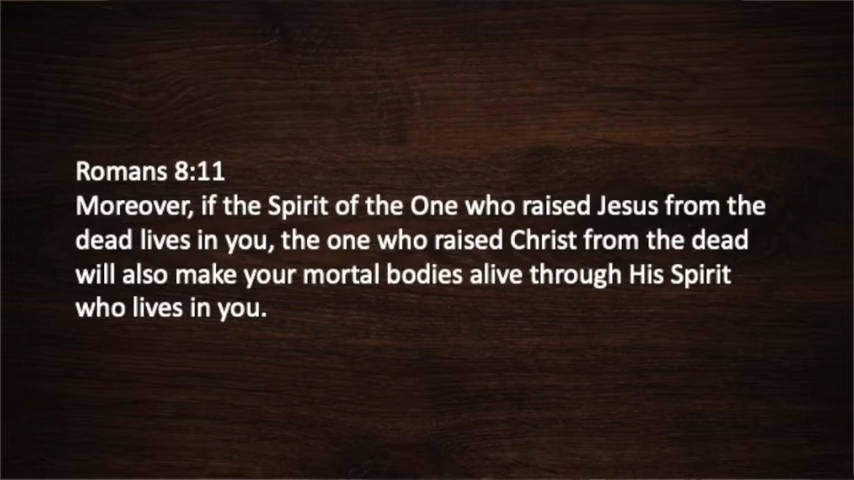 Romans 8:11
Moreover, if the Spirit of the One who raised Jesus from the
dead lives in you, the one who raised Christ from the dead
will also make your mortal bodies alive through His Spirit
who lives in you.